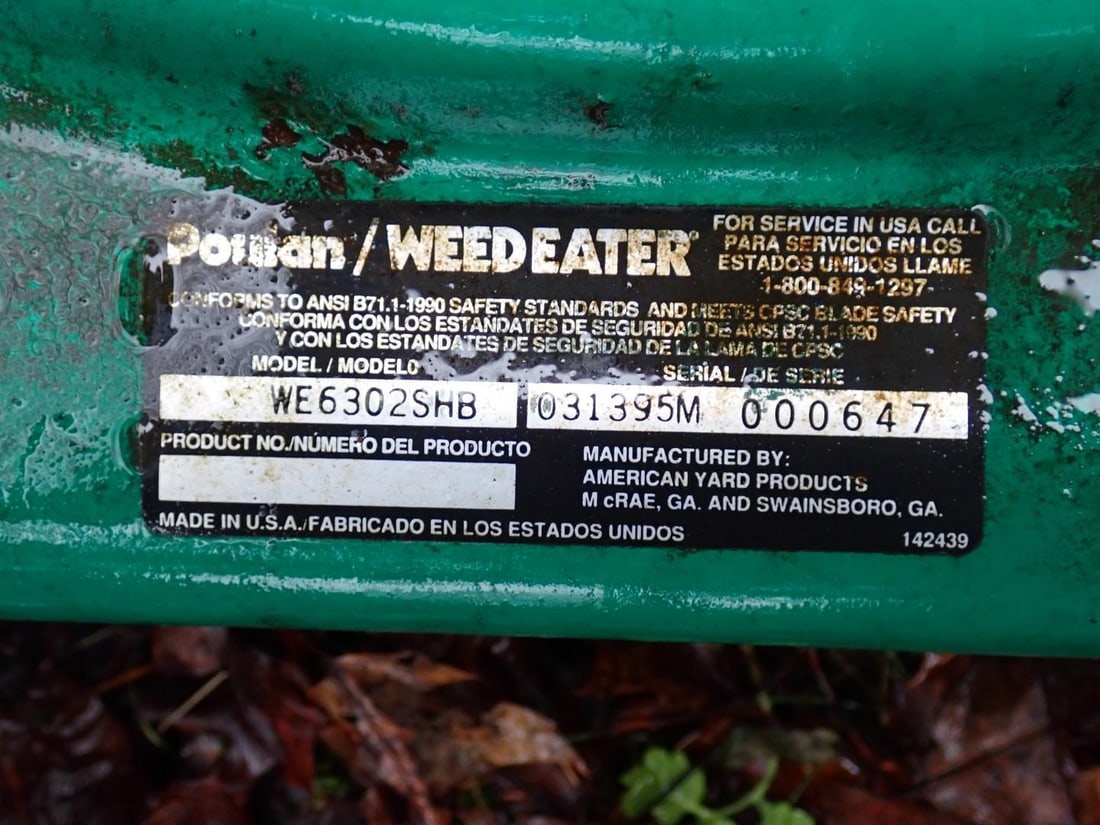 Poulan / WEED EATER®
FOR SERVICE IN USA CALL
PARA SERVICIO EN LOS
ESTADOS UNIDOS LLAME
1-800-849-1297
CONFORMS TO ANSI B71.1-1990 SAFETY STANDARDS AND MEETS CPSC BLADE SAFETY
CONFORMA CON LOS ESTANDATES DE SEGURIDAD DE ANSI B71.1-1990
Y CON LOS ESTANDATES DE SEGURIDAD DE LA LAMA DE CPSC
MODEL / MODELO
SERIAL / DE SERIE
WE6302SHB
031395M 000647
PRODUCT NO./NÚMERO DEL PRODUCTO
MANUFACTURED BY:
AMERICAN YARD PRODUCTS
McRAE, GA. AND SWAINSBORO, GA.
MADE IN U.S.A./FABRICADO EN LOS ESTADOS UNIDOS
142439